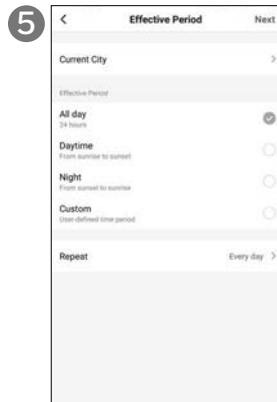 5
Effective Period Next
Current City
Effective Period
All day
24 hours
Daytime
From sunrise to sunset
Night
From sunset to sunrise
Custom
User-defined time period
Repeat Every day